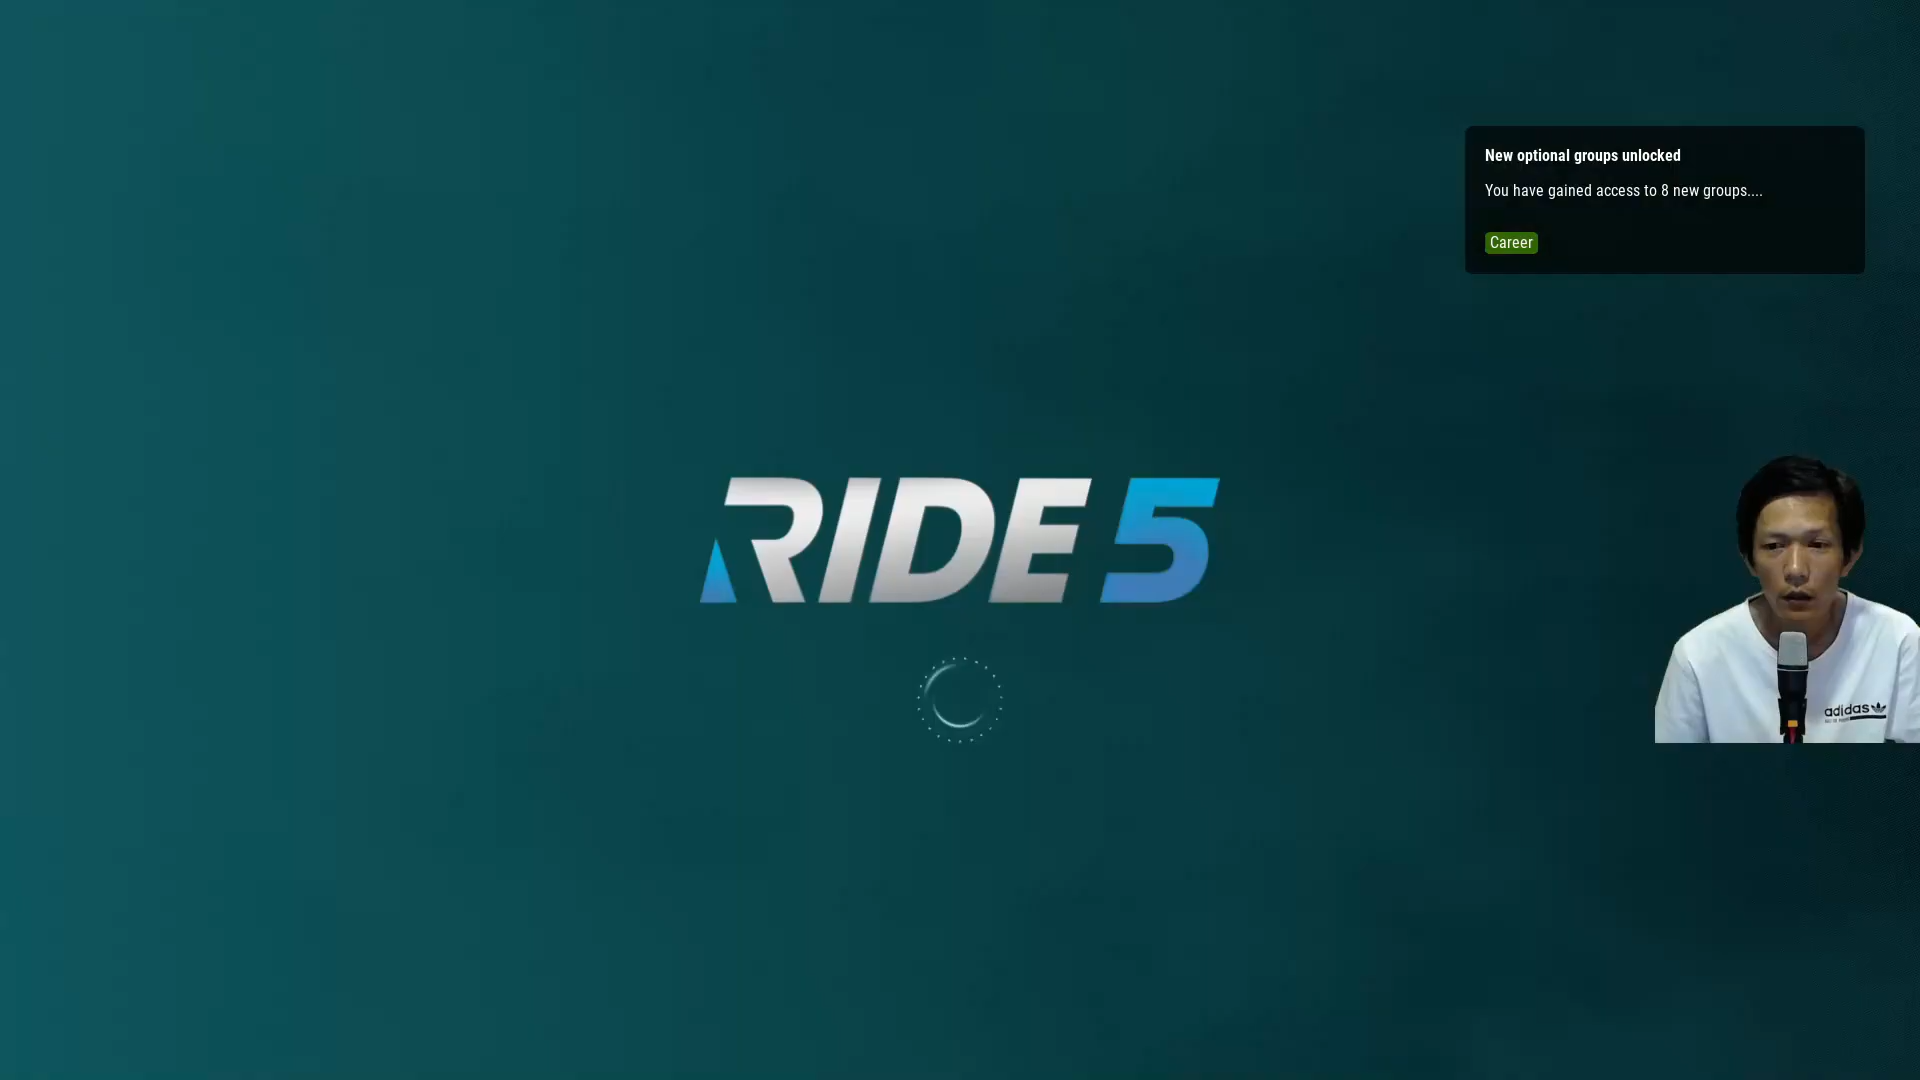 New optional groups unlocked
You have gained access to 8 new groups....
Career
RIDE 5
adidas